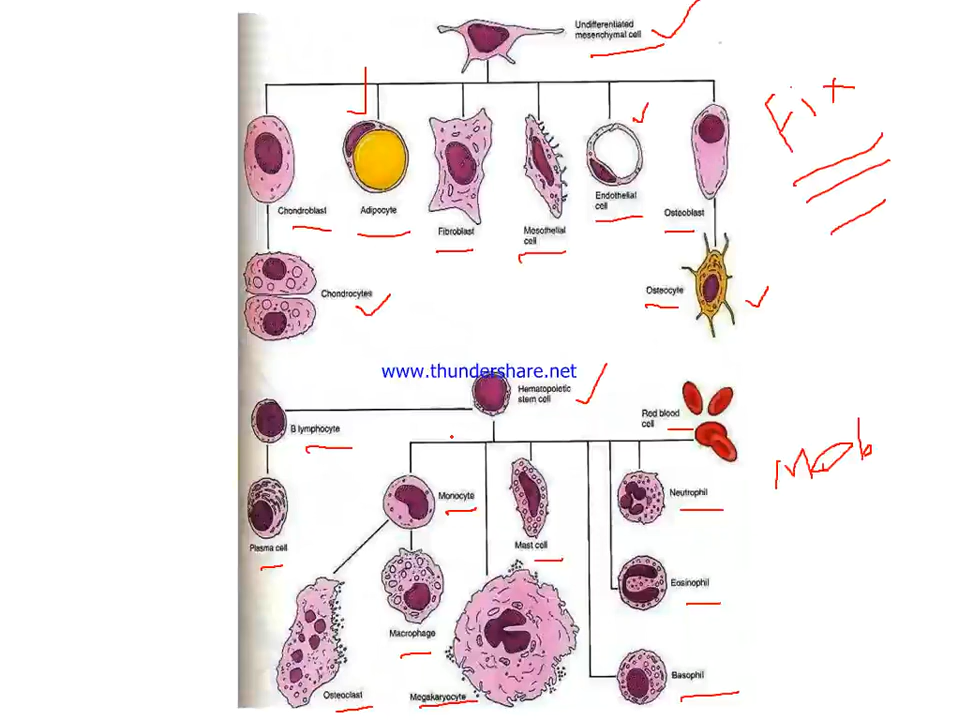 Undifferentiated
mesenchymal cell
Fix
Chondroblast
Adipocyte
Fibroblast
Mesothelial
cell
Endothelial
cell
Osteoblast
Chondrocytes
Osteocyte
www.thundershare.net
Hematopoietic
stem cell
Red blood
cell
B lymphocyte
Mob
Monocyte
Neutrophil
Mast cell
Plasma cell
Eosinophil
Macrophage
Basophil
Osteoclast
Megakaryocyte